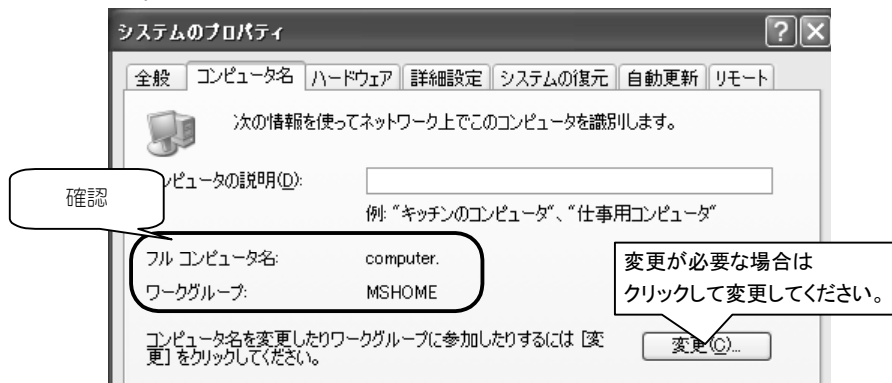 システムのプロパティ
全般 コンピュータ名 ハードウェア 詳細設定 システムの復元 自動更新 リモート
次の情報を使ってネットワーク上でこのコンピュータを識別します。
ンピュータの説明(D):
確認
例: "キッチンのコンピュータ"、"仕事用コンピュータ"
フル コンピュータ名: computer.
変更が必要な場合は
ワークグループ: MSHOME
クリックして変更してください。
コンピュータ名を変更したりワークグループに参加したりするには [変
更] をクリックしてください。
変更(C)...